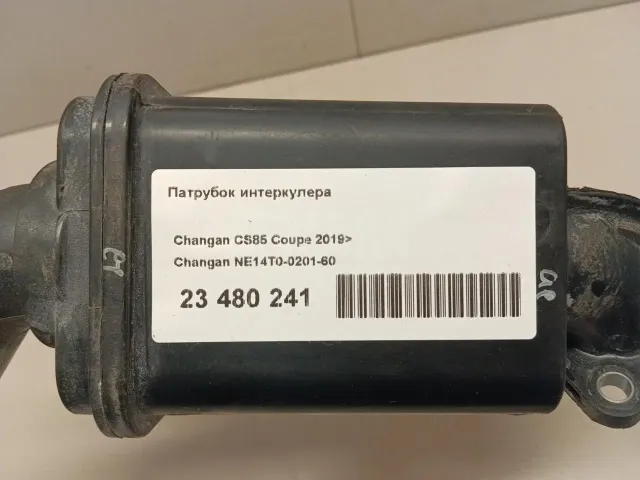 Патрубок интеркулера
Changan CS85 Coupe 2019>
Changan NE14T0-0201-60
23 480 241